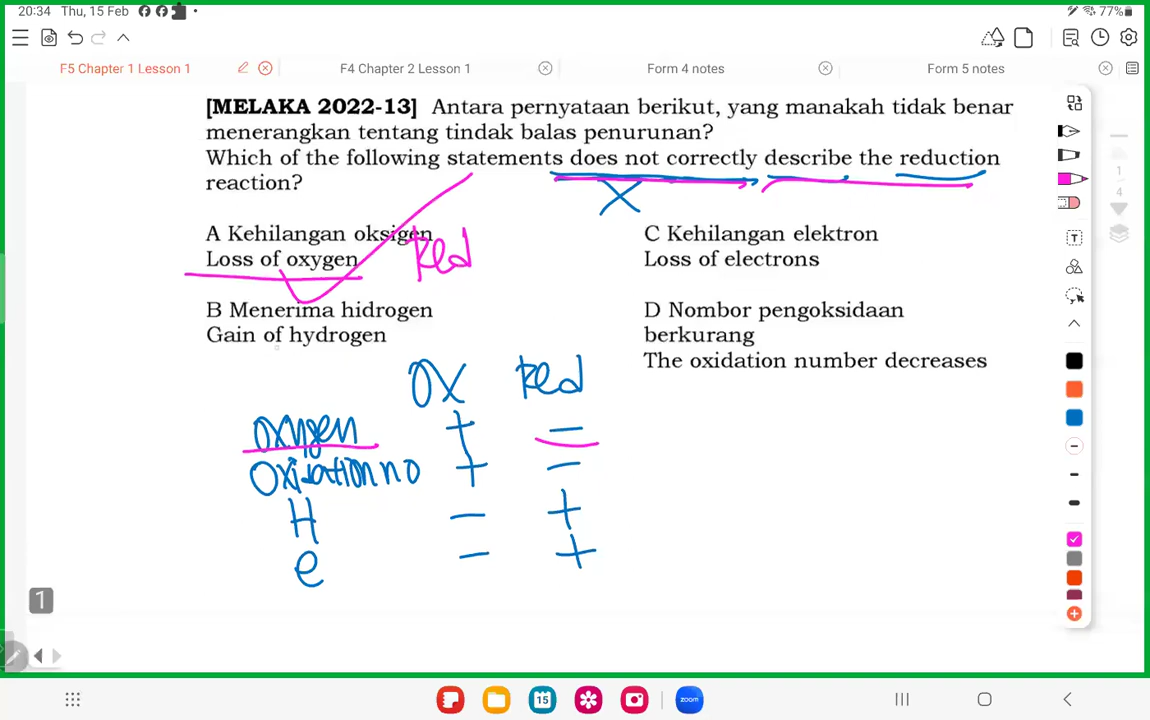 20:34 Thu, 15 Feb
77%
F5 Chapter 1 Lesson 1
F4 Chapter 2 Lesson 1
Form 4 notes
Form 5 notes
[MELAKA 2022-13] Antara pernyataan berikut, yang manakah tidak benar
menerangkan tentang tindak balas penurunan?
Which of the following statements does not correctly describe the reduction
reaction?
A Kehilangan oksigen
Loss of oxygen
Red
B Menerima hidrogen
Gain of hydrogen
C Kehilangan elektron
Loss of electrons
D Nombor pengoksidaan
berkurang
The oxidation number decreases
OX Red
Oxygen + −
Oxidation no + −
H − +
e − +
1
4
1
15
zoom